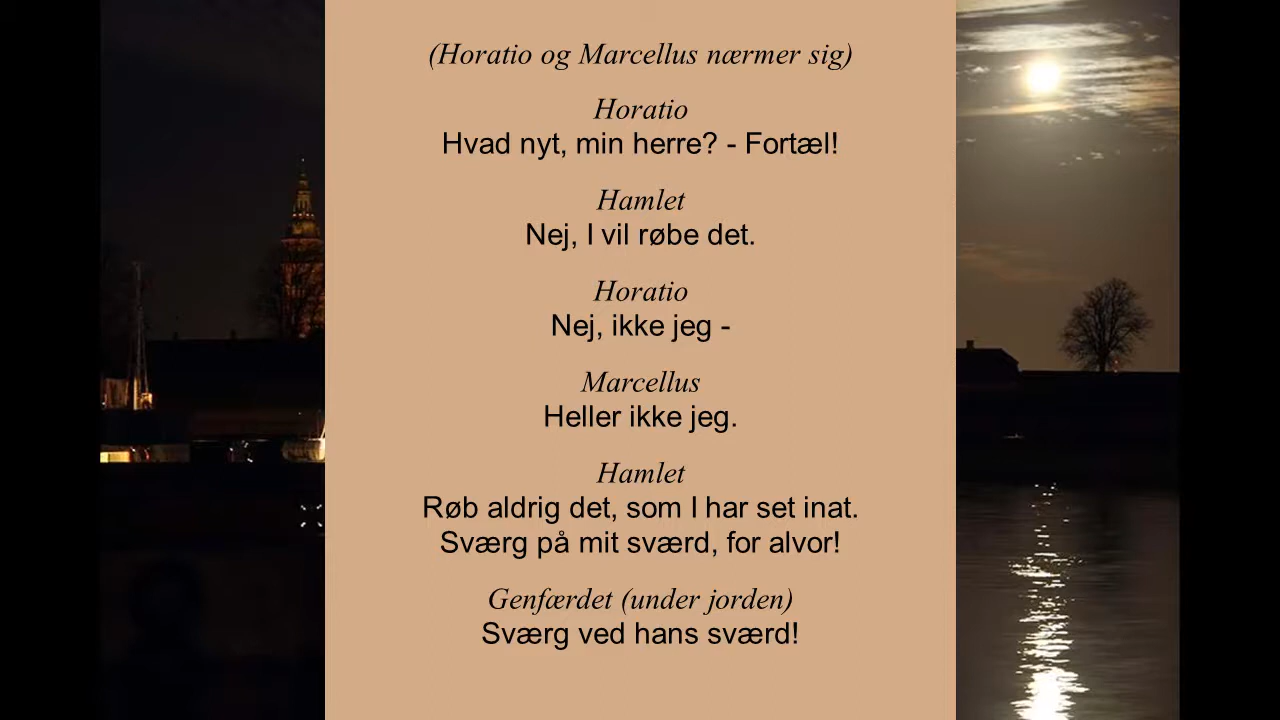 (Horatio og Marcellus nærmer sig)
Horatio
Hvad nyt, min herre? - Fortæl!
Hamlet
Nej, I vil røbe det.
Horatio
Nej, ikke jeg -
Marcellus
Heller ikke jeg.
Hamlet
Røb aldrig det, som I har set inat.
Sværg på mit sværd, for alvor!
Genfærdet (under jorden)
Sværg ved hans sværd!